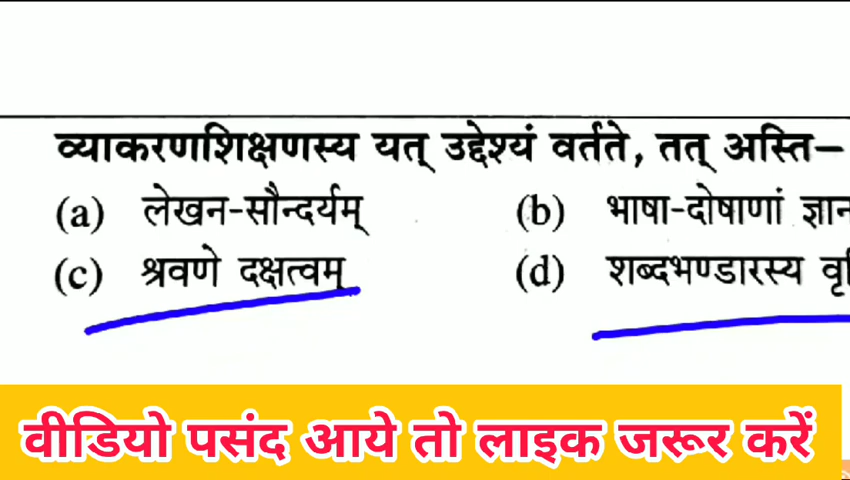 व्याकरणशिक्षणस्य यत् उद्देश्यं वर्तते, तत् अस्ति–
(a) लेखन-सौन्दर्यम् (b) भाषा-दोषाणां
(c) श्रवणे दक्षत्वम् (d) शब्दभण्डारस्य
वीडियो पसंद आये तो लाइक जरूर करें